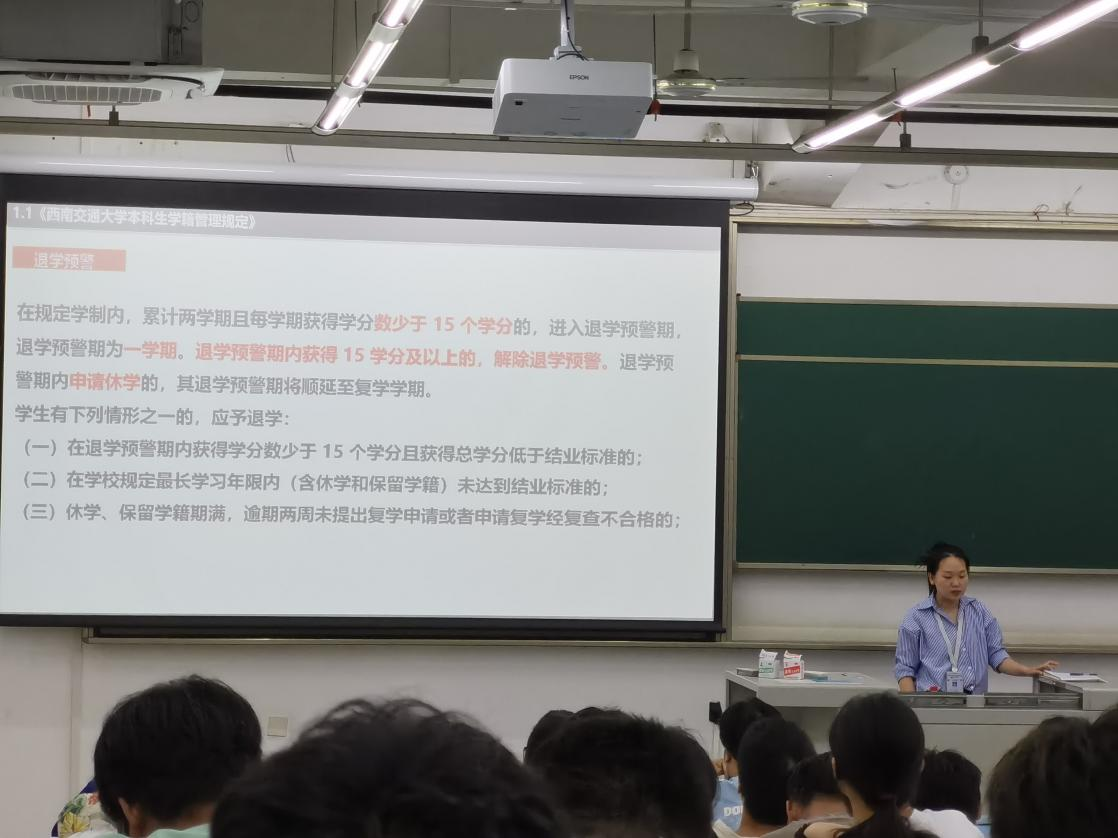 EPSON
1.1《西南交通大学本科生学籍管理规定》
退学预警
在规定学制内，累计两学期且每学期获得学分数少于 15 个学分的，进入退学预警期，
退学预警期为一学期。退学预警期内获得 15 学分及以上的，解除退学预警。退学预
警期内申请休学的，其退学预警期将顺延至复学学期。
学生有下列情形之一的，应予退学：
（一）在退学预警期内获得学分数少于 15 个学分且获得总学分低于结业标准的；
（二）在学校规定最长学习年限内（含休学和保留学籍）未达到结业标准的；
（三）休学、保留学籍期满，逾期两周未提出复学申请或者申请复学经复查不合格的；